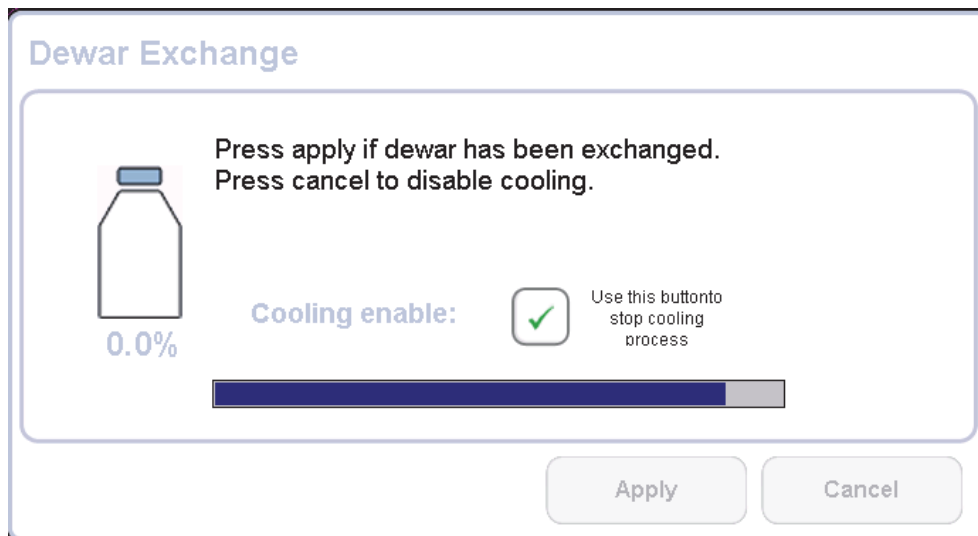 Dewar Exchange
Press apply if dewar has been exchanged.
Press cancel to disable cooling.
Cooling enable:
Use this buttonto
stop cooling
process
0.0%
Apply
Cancel